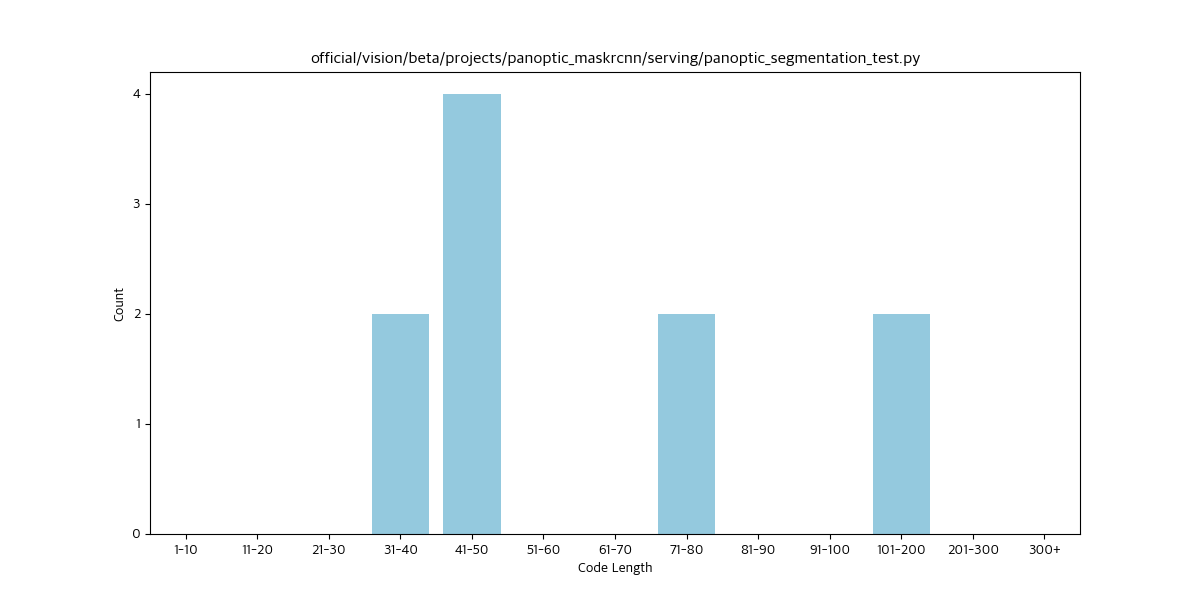 official/vision/beta/projects/panoptic_maskrcnn/serving/panoptic_segmentation_test.py
4
3
2
1
0
Count
1-10 11-20 21-30 31-40 41-50 51-60 61-70 71-80 81-90 91-100 101-200 201-300 300+
Code Length